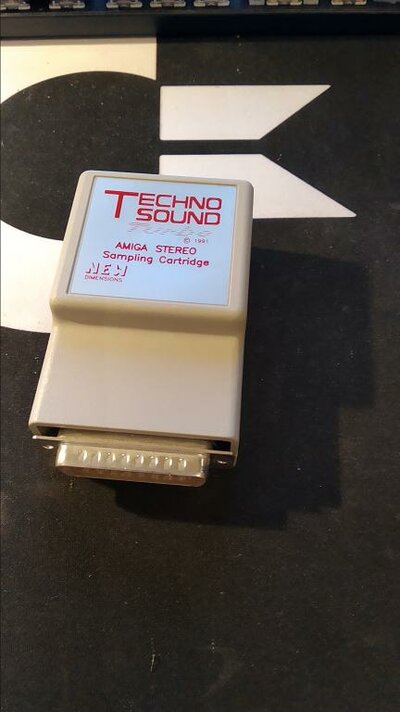 TECHNO
SOUND
Turbo
© 1991
AMIGA STEREO
Sampling Cartridge
NEW
DIMENSIONS